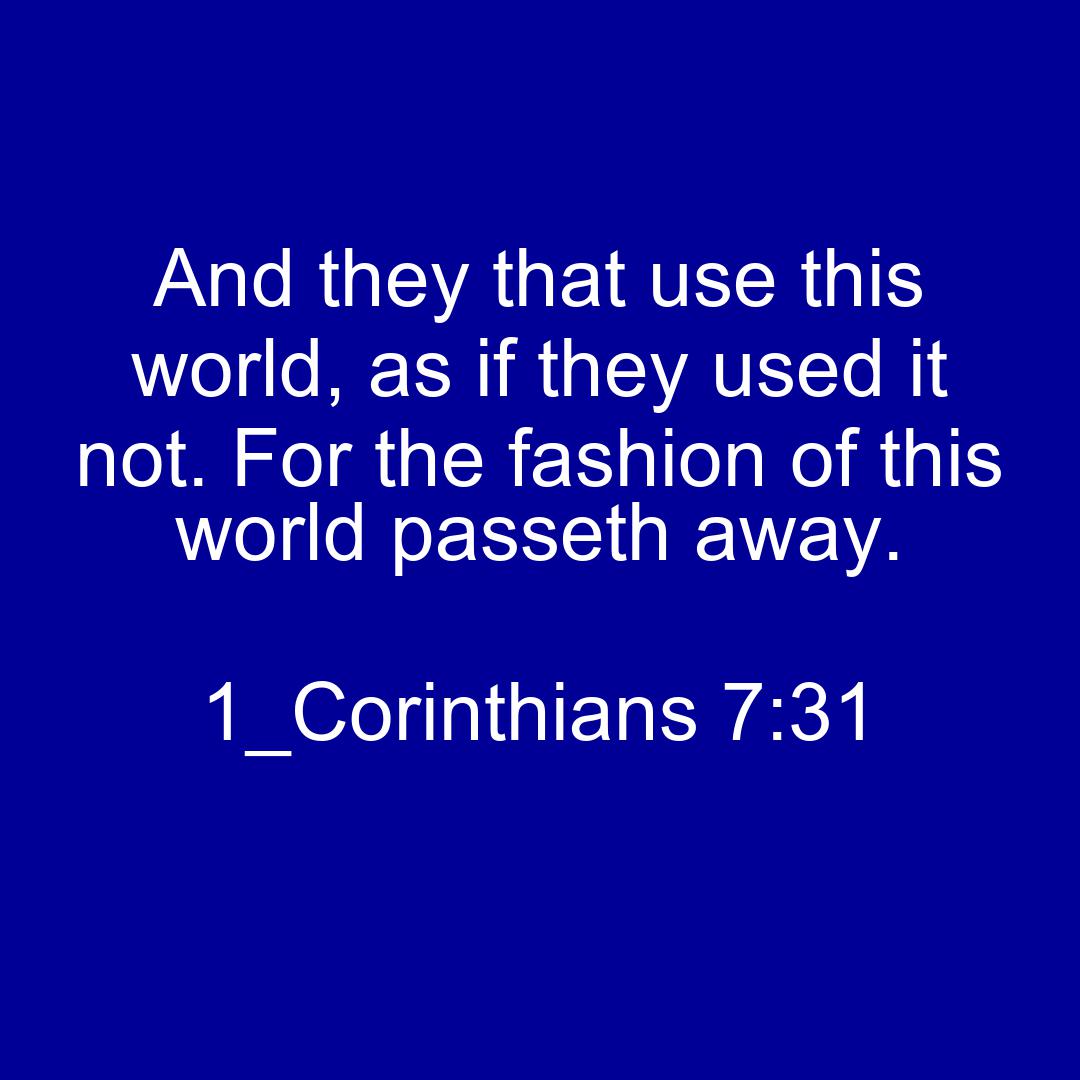 And they that use this
world, as if they used it
not. For the fashion of this
world passeth away.
1_Corinthians 7:31